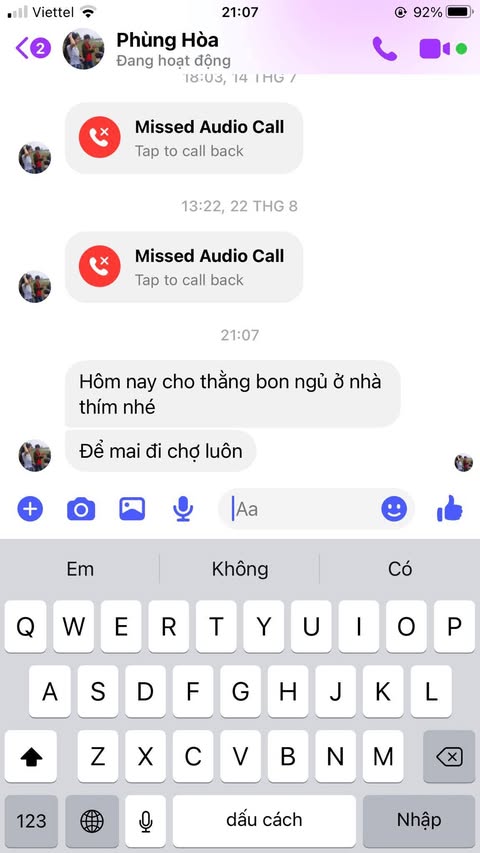 Viettel 21:07 92%
2 Phùng Hòa
Đang hoạt động
18:03, 14 THG 7
Missed Audio Call
Tap to call back
13:22, 22 THG 8
Missed Audio Call
Tap to call back
21:07
Hôm nay cho thằng bon ngủ ở nhà
thím nhé
Để mai đi chợ luôn
Aa
Em Không Có
Q W E R T Y U I O P
A S D F G H J K L
Z X C V B N M
123 dấu cách Nhập